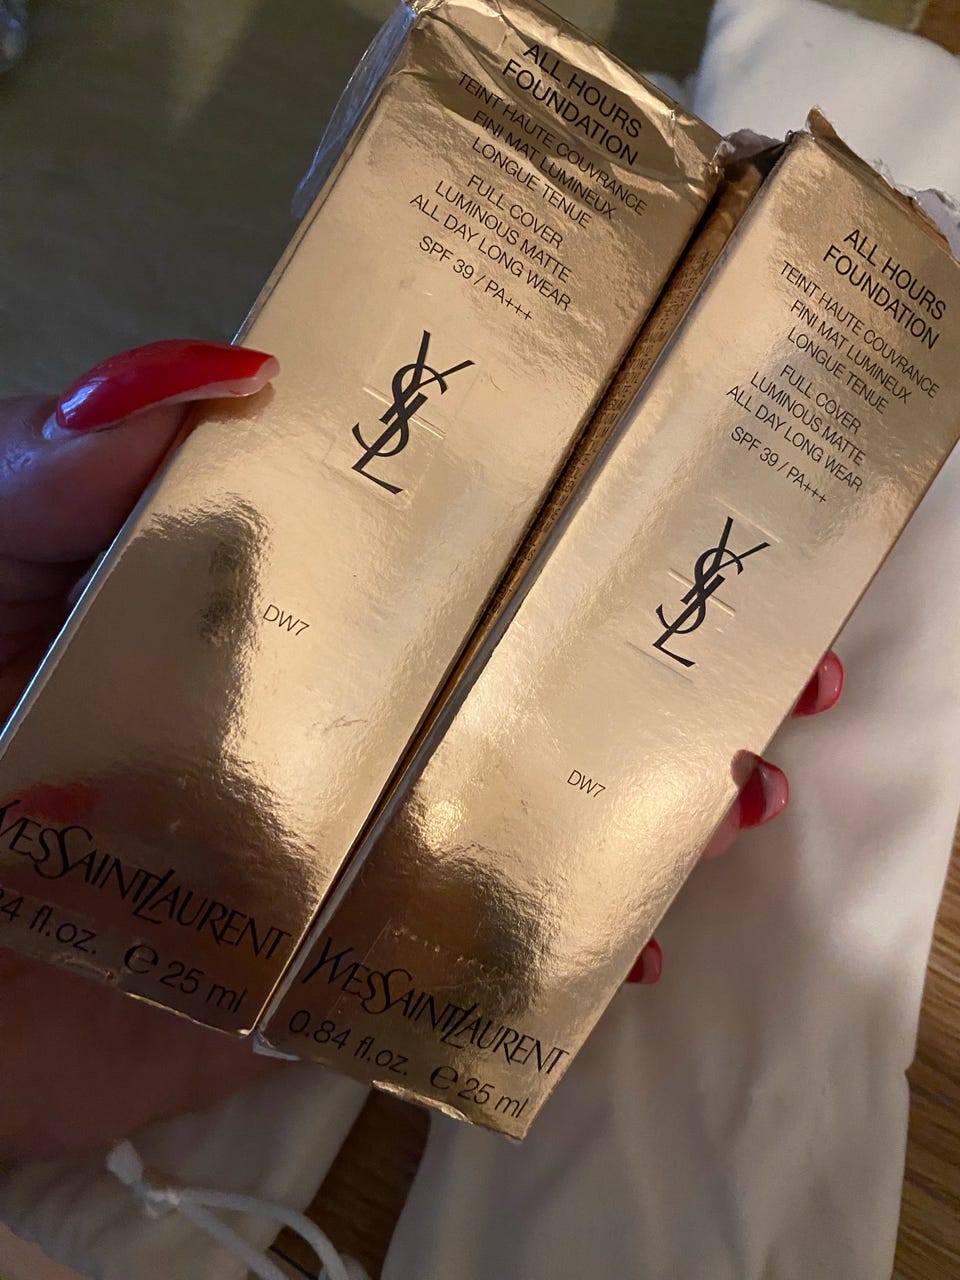 ALL HOURS
FOUNDATION
TEINT HAUTE COUVRANCE
FINI MAT LUMINEUX
LONGUE TENUE
FULL COVER
LUMINOUS MATTE
ALL DAY LONG WEAR
SPF 39 / PA+++
YSL
DW7
YVESSAINTLAURENT
4 fl.oz. e 25 ml
ALL HOURS
FOUNDATION
TEINT HAUTE COUVRANCE
FINI MAT LUMINEUX
LONGUE TENUE
FULL COVER
LUMINOUS MATTE
ALL DAY LONG WEAR
SPF 39 / PA+++
YSL
DW7
YVESSAINTLAURENT
0.84 fl.oz. e 25 ml